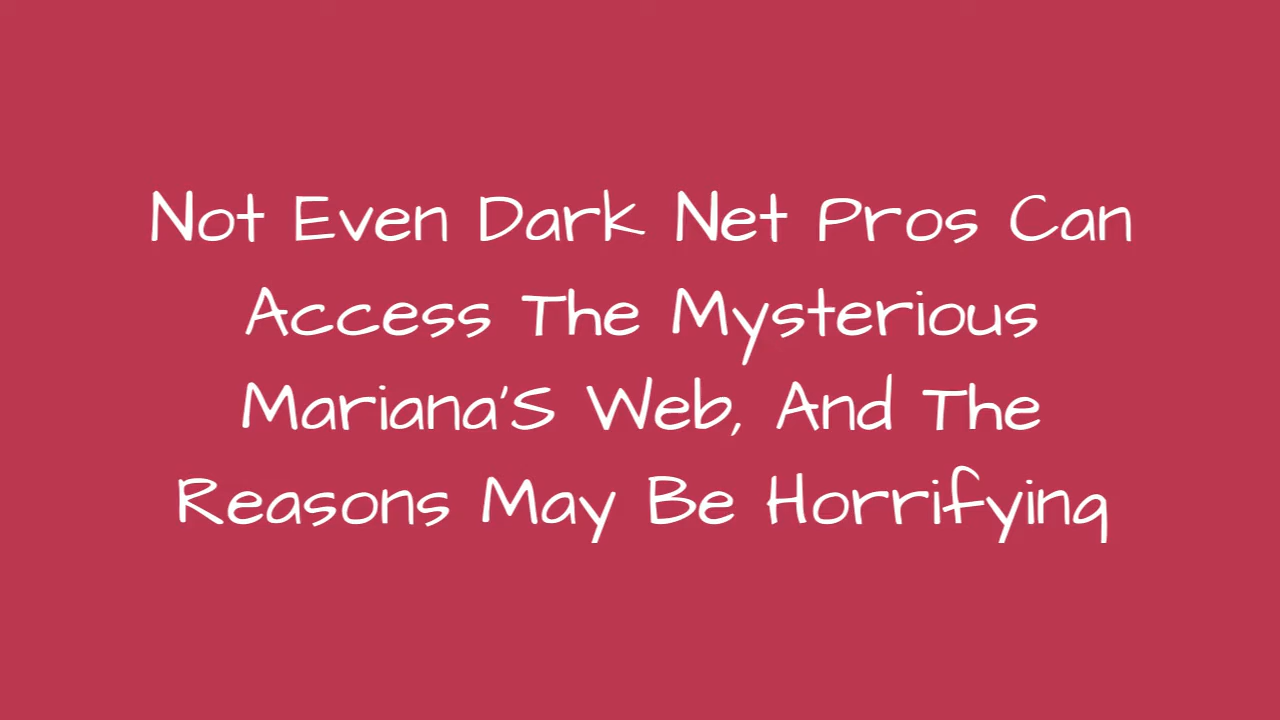 Not Even Dark Net Pros Can
Access The Mysterious
Mariana'S Web, And The
Reasons May Be Horrifying